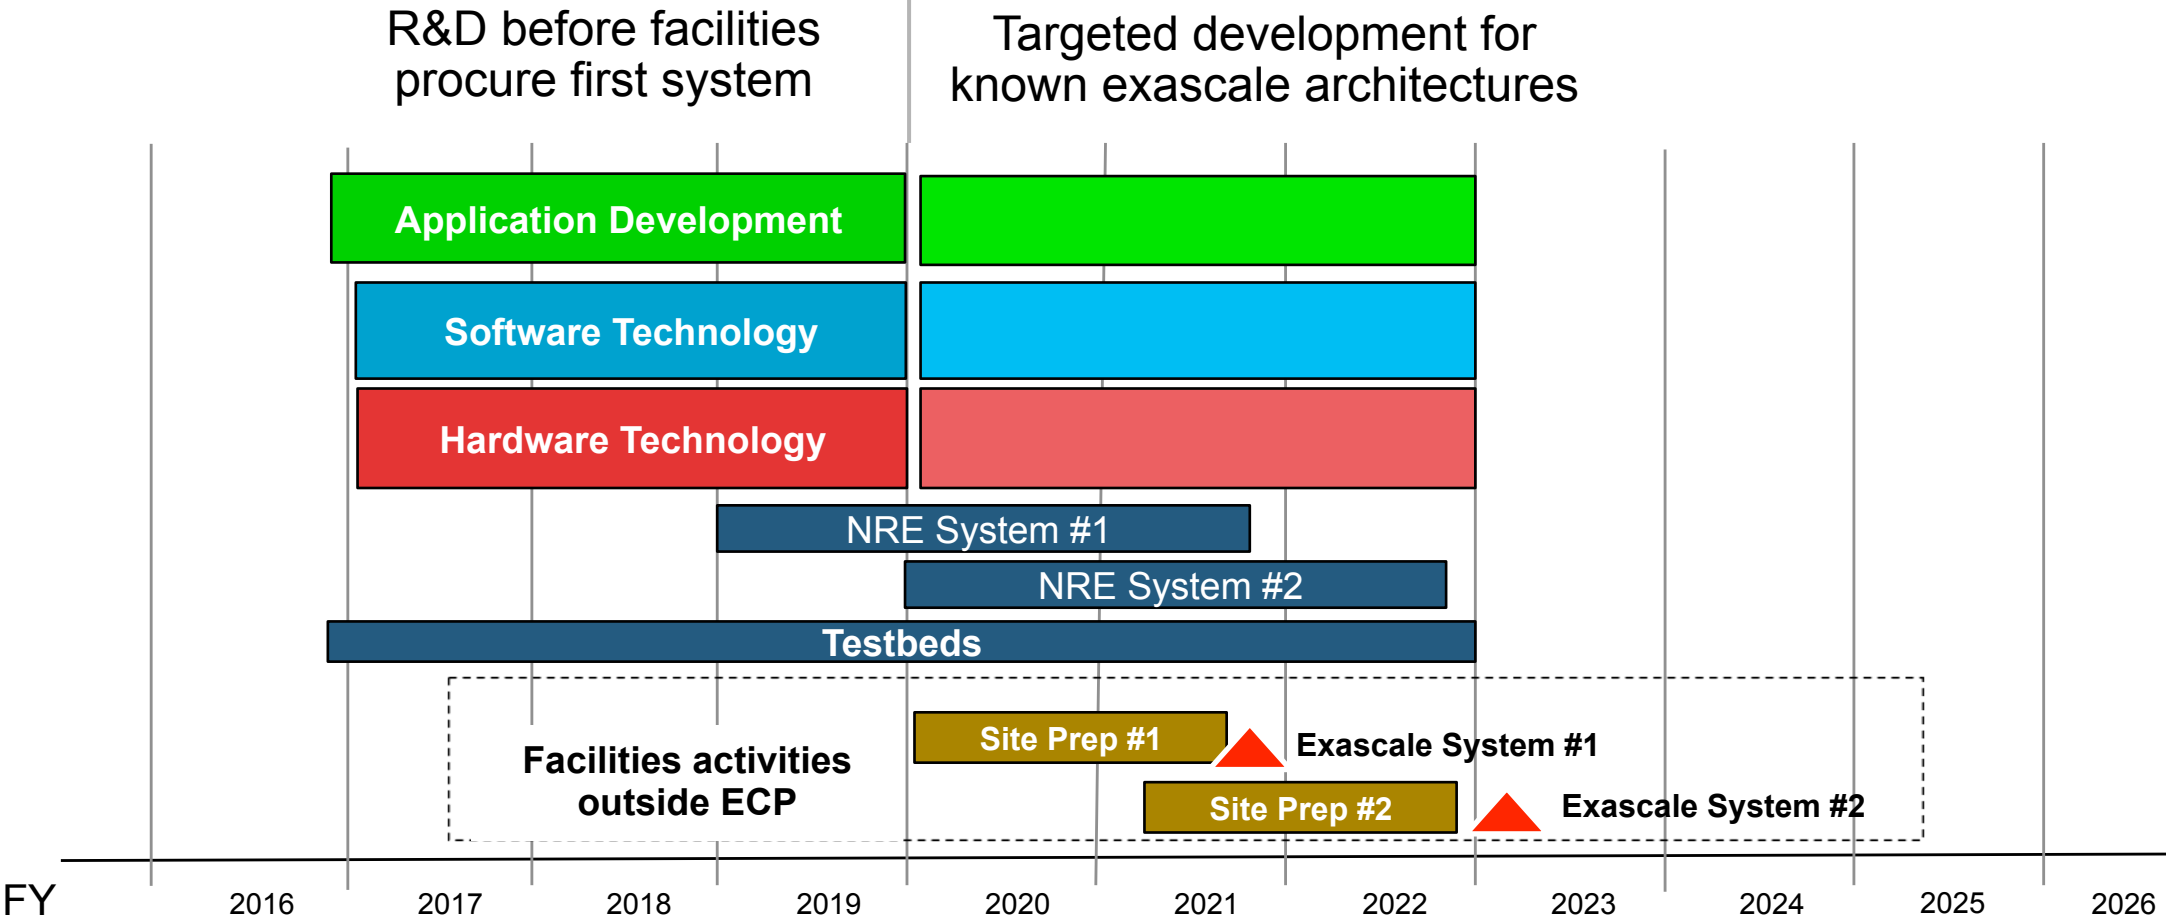 R&D before facilities
procure first system
Targeted development for
known exascale architectures
Application Development
Software Technology
Hardware Technology
NRE System #1
NRE System #2
Testbeds
Facilities activities
outside ECP
Site Prep #1
Exascale System #1
Site Prep #2
Exascale System #2
FY 2016 2017 2018 2019 2020 2021 2022 2023 2024 2025 2026